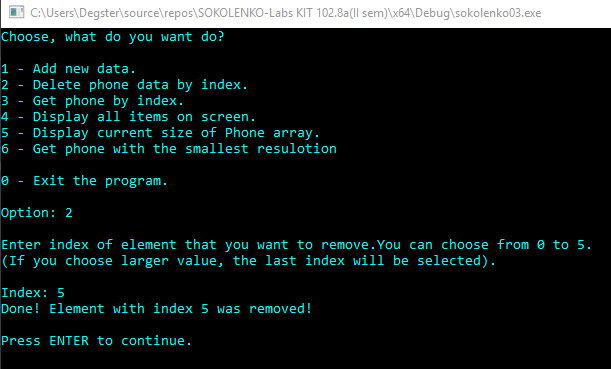 C:\Users\Degster\source\repos\SOKOLENKO-Labs KIT 102.8a(II sem)\x64\Debug\sokolenko03.exe
Choose, what do you want do?
1 - Add new data.
2 - Delete phone data by index.
3 - Get phone by index.
4 - Display all items on screen.
5 - Display current size of Phone array.
6 - Get phone with the smallest resulotion
0 - Exit the program.
Option: 2
Enter index of element that you want to remove.You can choose from 0 to 5.
(If you choose larger value, the last index will be selected).
Index: 5
Done! Element with index 5 was removed!
Press ENTER to continue.